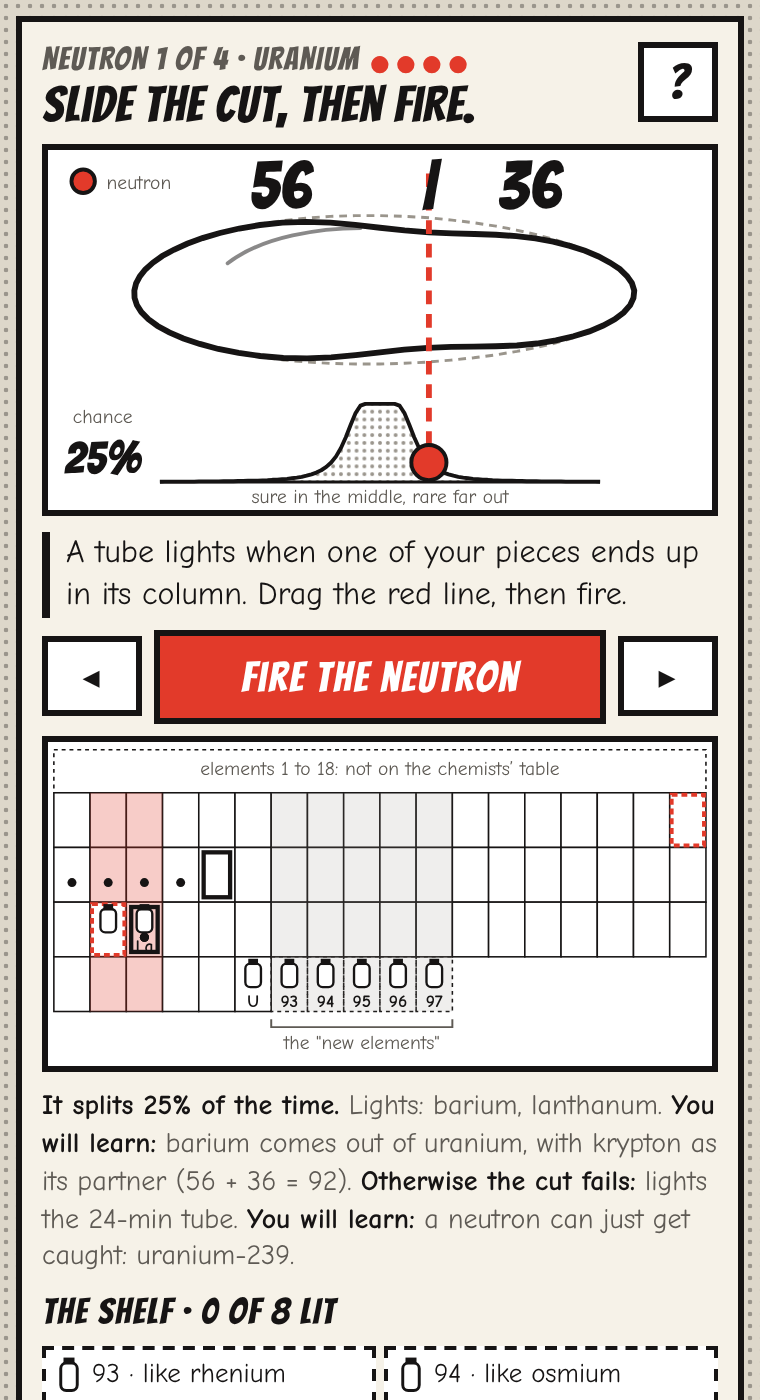 NEUTRON 1 OF 4 · URANIUM
SLIDE THE CUT, THEN FIRE.
?
neutron
56 / 36
chance
25%
sure in the middle, rare far out
A tube lights when one of your pieces ends up
in its column. Drag the red line, then fire.
◄ FIRE THE NEUTRON ►
elements 1 to 18: not on the chemists' table
La
U 93 94 95 96 97
the "new elements"
It splits 25% of the time. Lights: barium, lanthanum. You
will learn: barium comes out of uranium, with krypton as
its partner (56 + 36 = 92). Otherwise the cut fails: lights
the 24-min tube. You will learn: a neutron can just get
caught: uranium-239.
THE SHELF · 0 OF 8 LIT
93 · like rhenium
94 · like osmium